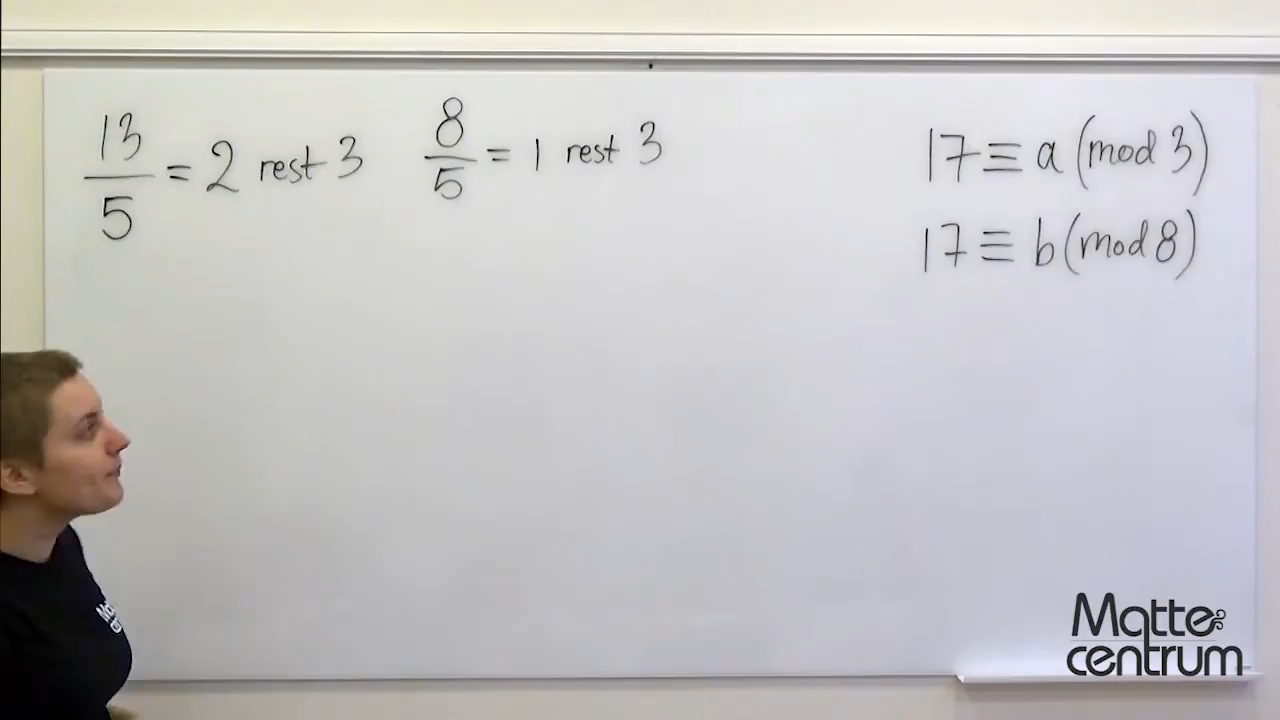 13/5 = 2 rest 3
8/5 = 1 rest 3
17 ≡ a (mod 3)
17 ≡ b (mod 8)
Matte
centrum